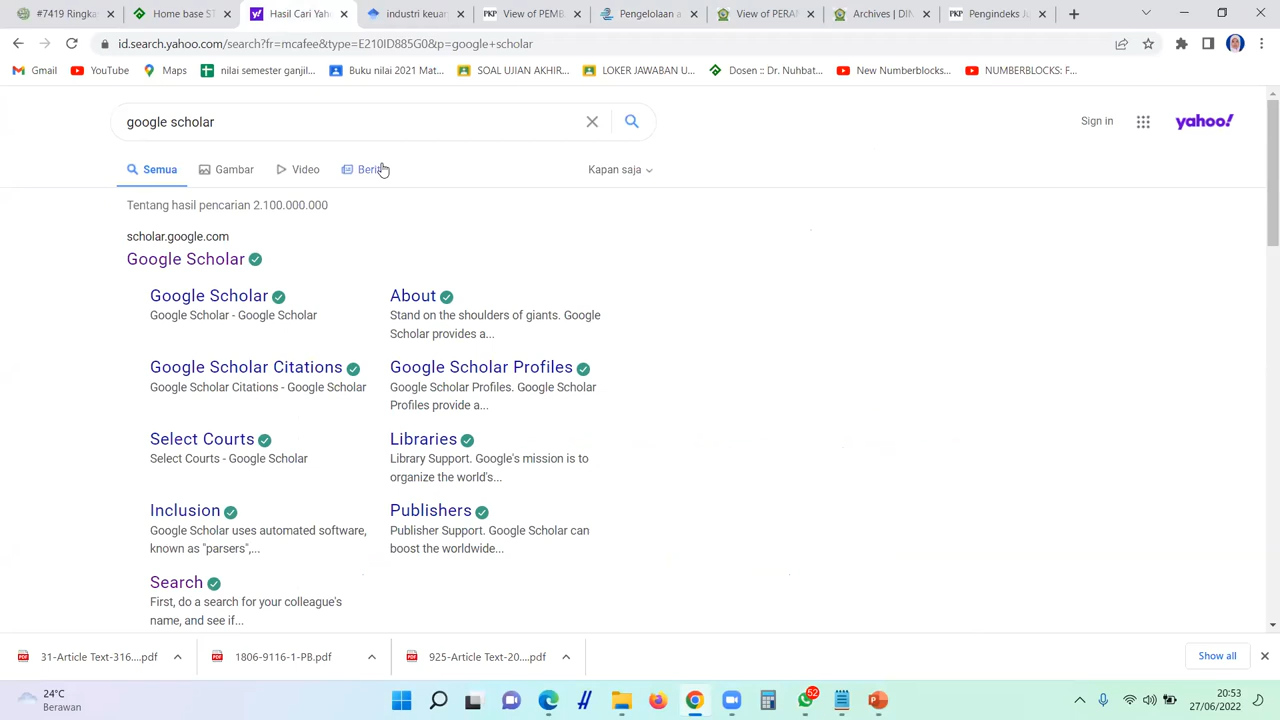 #7419 Ringka
Home base ST
Hasil Cari Vid
industri keuan
PKP View of PEMB
Pengelolaan a
View of PERAN
Archives | DIN
PKP Pengindeks Ju
id.search.yahoo.com/search?fr=mcafee&type=E210ID885G0&p=google+scholar
Gmail
YouTube
Maps
nilai semester ganjil...
Buku nilai 2021 Mat...
SOAL UJIAN AKHIR...
LOKER JAWABAN U...
Dosen :: Dr. Nuhbat...
New Numberblocks...
NUMBERBLOCKS: F...
google scholar
Sign in
yahoo!
Semua
Gambar
Video
Kapan saja
Tentang hasil pencarian 2.100.000.000
scholar.google.com
Google Scholar
Google Scholar
Google Scholar - Google Scholar
About
Stand on the shoulders of giants. Google
Scholar provides a...
Google Scholar Citations
Google Scholar Citations - Google Scholar
Google Scholar Profiles
Google Scholar Profiles. Google Scholar
Profiles provide a...
Select Courts
Select Courts - Google Scholar
Libraries
Library Support. Google's mission is to
organize the world's...
Inclusion
Google Scholar uses automated software,
known as "parsers",...
Publishers
Publisher Support. Google Scholar can
boost the worldwide...
Search
First, do a search for your colleague's
name, and see if...
31-Article Text-316....pdf
1806-9116-1-PB.pdf
925-Article Text-20....pdf
Show all
24°C
Berawan
52
20:53
27/06/2022